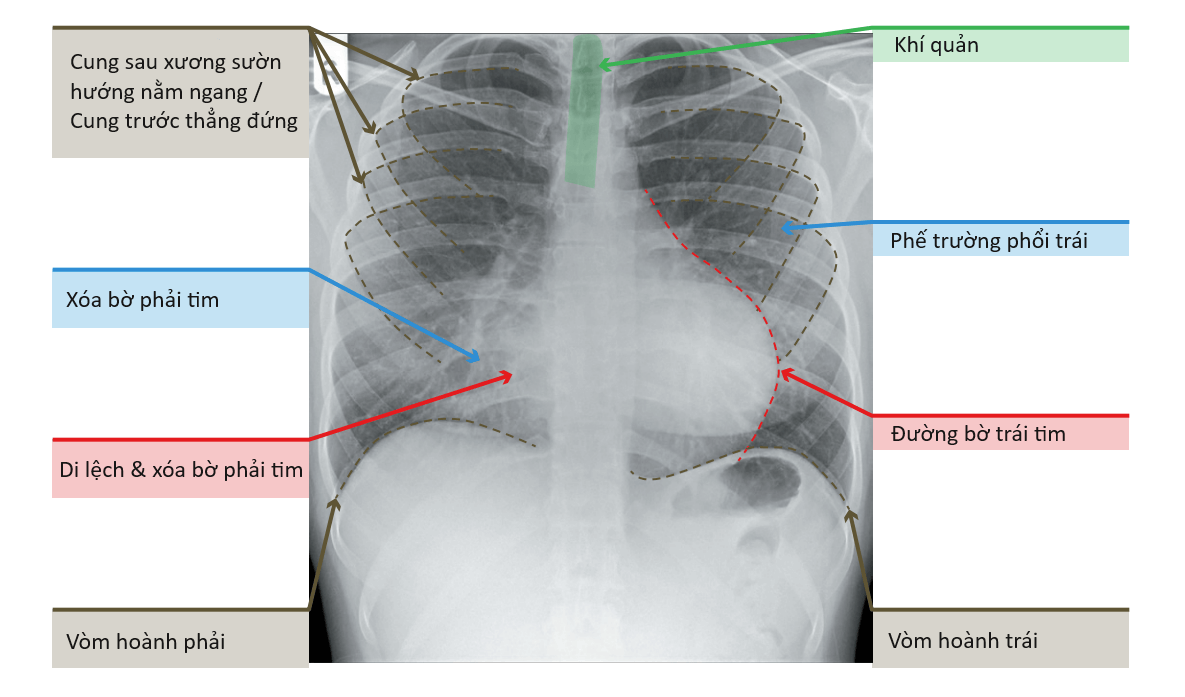 Cung sau xương sườn
hướng nằm ngang /
Cung trước thẳng đứng
Xóa bờ phải tim
Di lệch & xóa bờ phải tim
Vòm hoành phải
Khí quản
Phế trường phổi trái
Đường bờ trái tim
Vòm hoành trái